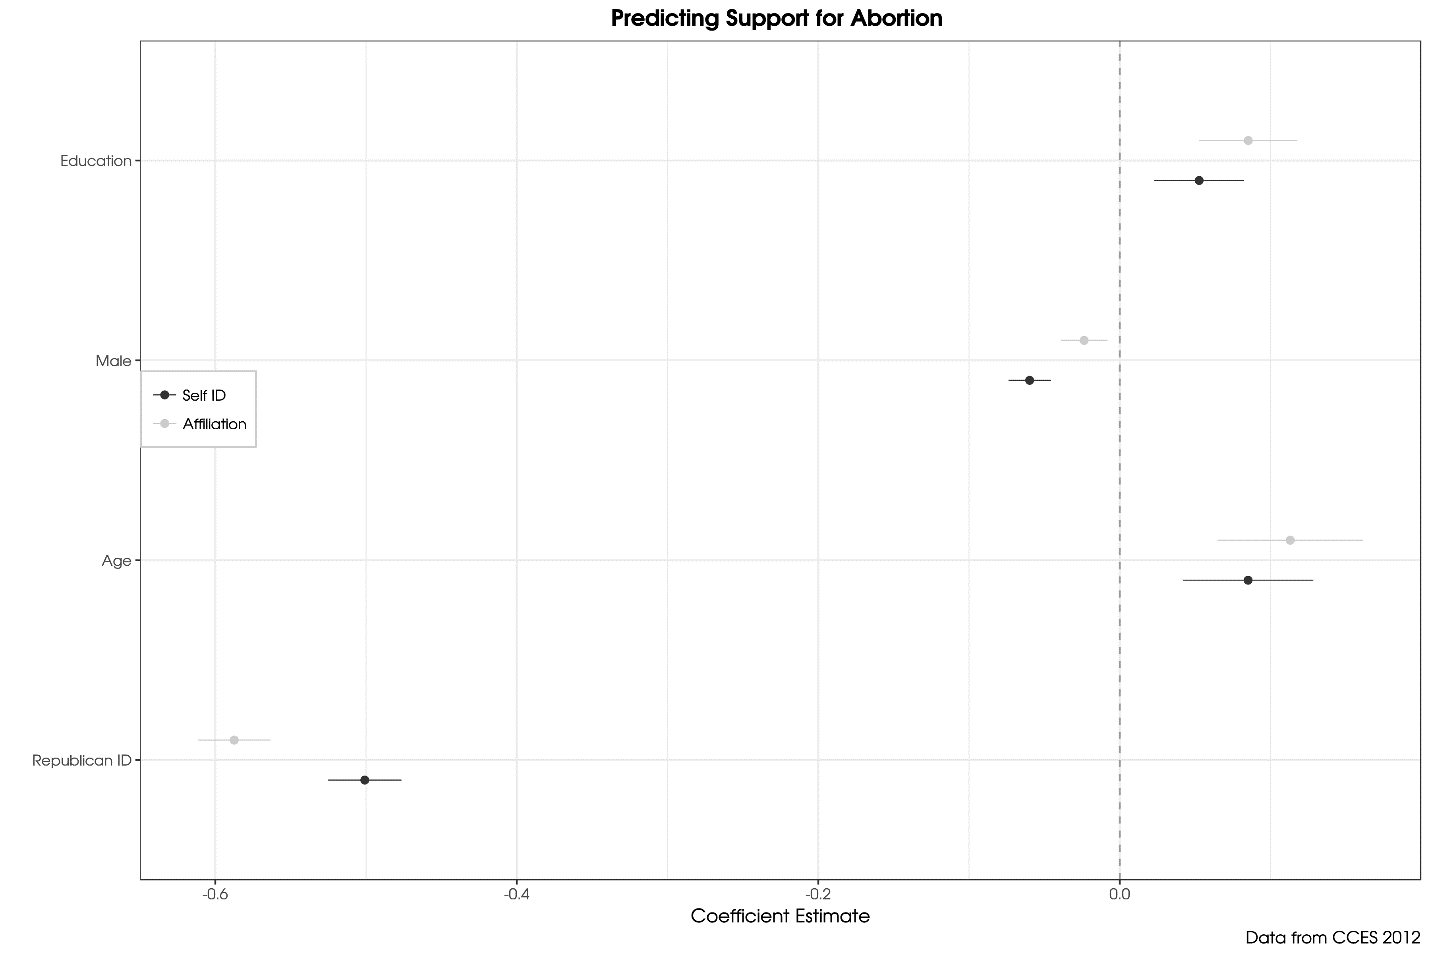 Predicting Support for Abortion
Education
Male
Self ID
Affiliation
Age
Republican ID
-0.6 -0.4 -0.2 0.0
Coefficient Estimate
Data from CCES 2012